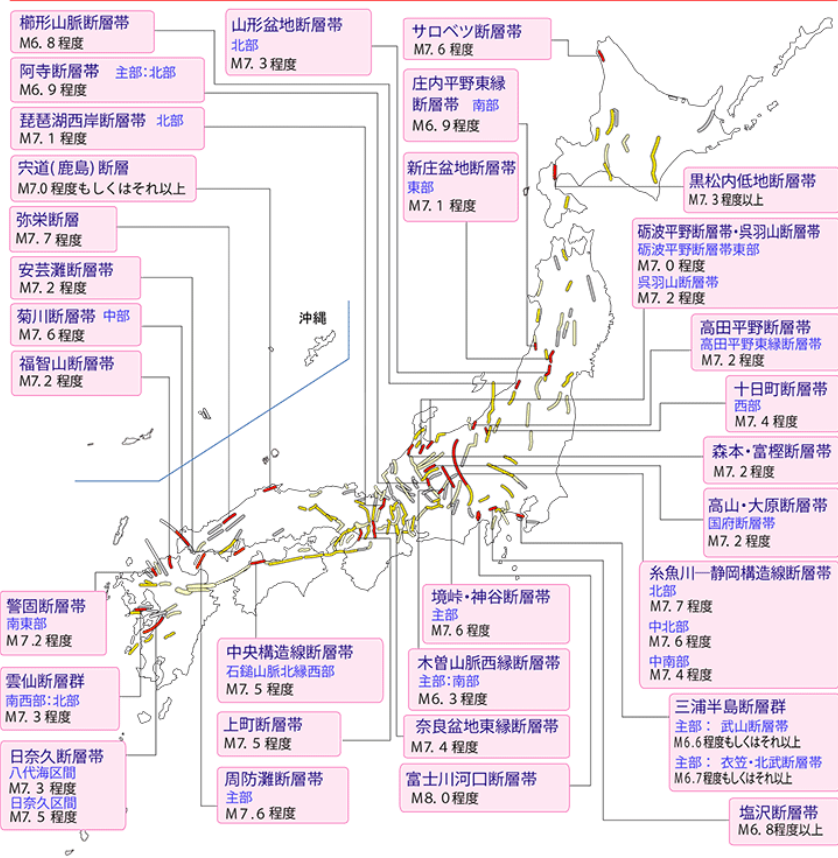 櫛形山脈断層帯
M6. 8 程度
阿寺断層帯 主部:北部
M6. 9 程度
琵琶湖西岸断層帯 北部
M7. 1 程度
宍道(鹿島)断層
M7.0 程度もしくはそれ以上
弥栄断層
M7. 7 程度
安芸灘断層帯
M7. 2 程度
菊川断層帯 中部
M7. 6 程度
福智山断層帯
M7. 2 程度
山形盆地断層帯
北部
M7. 3 程度
サロベツ断層帯
M7. 6 程度
庄内平野東縁
断層帯 南部
M6. 9 程度
新庄盆地断層帯
東部
M7. 1 程度
沖縄
黒松内低地断層帯
M7. 3 程度以上
砺波平野断層帯・呉羽山断層帯
砺波平野断層帯東部
M7. 0 程度
呉羽山断層帯
M7. 2 程度
高田平野断層帯
高田平野東縁断層帯
M7. 2 程度
十日町断層帯
西部
M7. 4 程度
森本・富樫断層帯
M7. 2 程度
高山・大原断層帯
国府断層帯
M7. 2 程度
糸魚川―静岡構造線断層帯
北部
M7. 7 程度
中北部
M7. 6 程度
中南部
M7. 4 程度
三浦半島断層群
主部: 武山断層帯
M6.6程度もしくはそれ以上
主部: 衣笠・北武断層帯
M6.7程度もしくはそれ以上
塩沢断層帯
M6. 8程度以上
警固断層帯
南東部
M7.2 程度
雲仙断層群
南西部:北部
M7. 3 程度
日奈久断層帯
八代海区間
M7. 3 程度
日奈久区間
M7. 5 程度
中央構造線断層帯
石鎚山脈北縁西部
M7. 5 程度
上町断層帯
M7. 5 程度
周防灘断層帯
主部
M7.6 程度
境峠・神谷断層帯
主部
M7. 6 程度
木曽山脈西縁断層帯
主部:南部
M6. 3 程度
奈良盆地東縁断層帯
M7. 4 程度
富士川河口断層帯
M8. 0 程度